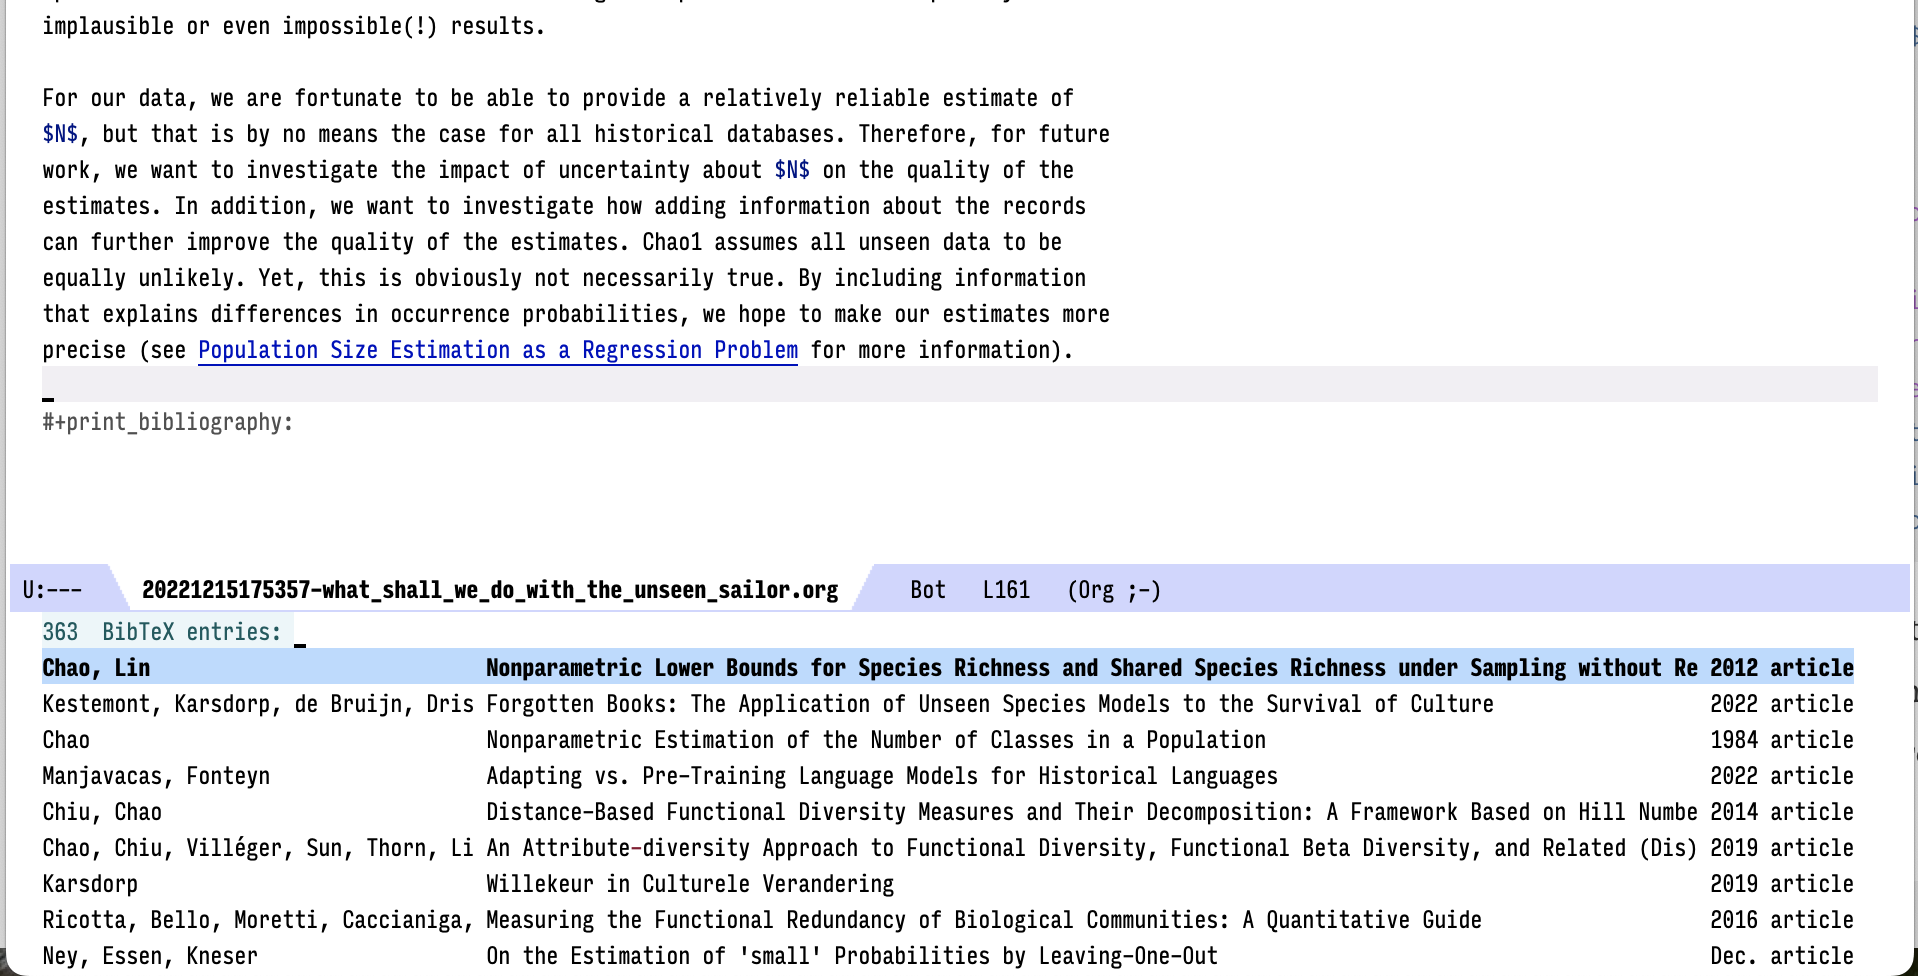 implausible or even impossible(!) results.
For our data, we are fortunate to be able to provide a relatively reliable estimate of
$N$, but that is by no means the case for all historical databases. Therefore, for future
work, we want to investigate the impact of uncertainty about $N$ on the quality of the
estimates. In addition, we want to investigate how adding information about the records
can further improve the quality of the estimates. Chao1 assumes all unseen data to be
equally unlikely. Yet, this is obviously not necessarily true. By including information
that explains differences in occurrence probabilities, we hope to make our estimates more
precise (see Population Size Estimation as a Regression Problem for more information).
#+print_bibliography:
U:--- 20221215175357-what_shall_we_do_with_the_unseen_sailor.org Bot L161 (Org ;-)
363 BibTeX entries:
Chao, Lin Nonparametric Lower Bounds for Species Richness and Shared Species Richness under Sampling without Re 2012 article
Kestemont, Karsdorp, de Bruijn, Dris Forgotten Books: The Application of Unseen Species Models to the Survival of Culture 2022 article
Chao Nonparametric Estimation of the Number of Classes in a Population 1984 article
Manjavacas, Fonteyn Adapting vs. Pre-Training Language Models for Historical Languages 2022 article
Chiu, Chao Distance-Based Functional Diversity Measures and Their Decomposition: A Framework Based on Hill Numbe 2014 article
Chao, Chiu, Villéger, Sun, Thorn, Li An Attribute-diversity Approach to Functional Diversity, Functional Beta Diversity, and Related (Dis) 2019 article
Karsdorp Willekeur in Culturele Verandering 2019 article
Ricotta, Bello, Moretti, Caccianiga, Measuring the Functional Redundancy of Biological Communities: A Quantitative Guide 2016 article
Ney, Essen, Kneser On the Estimation of 'small' Probabilities by Leaving-One-Out Dec. article